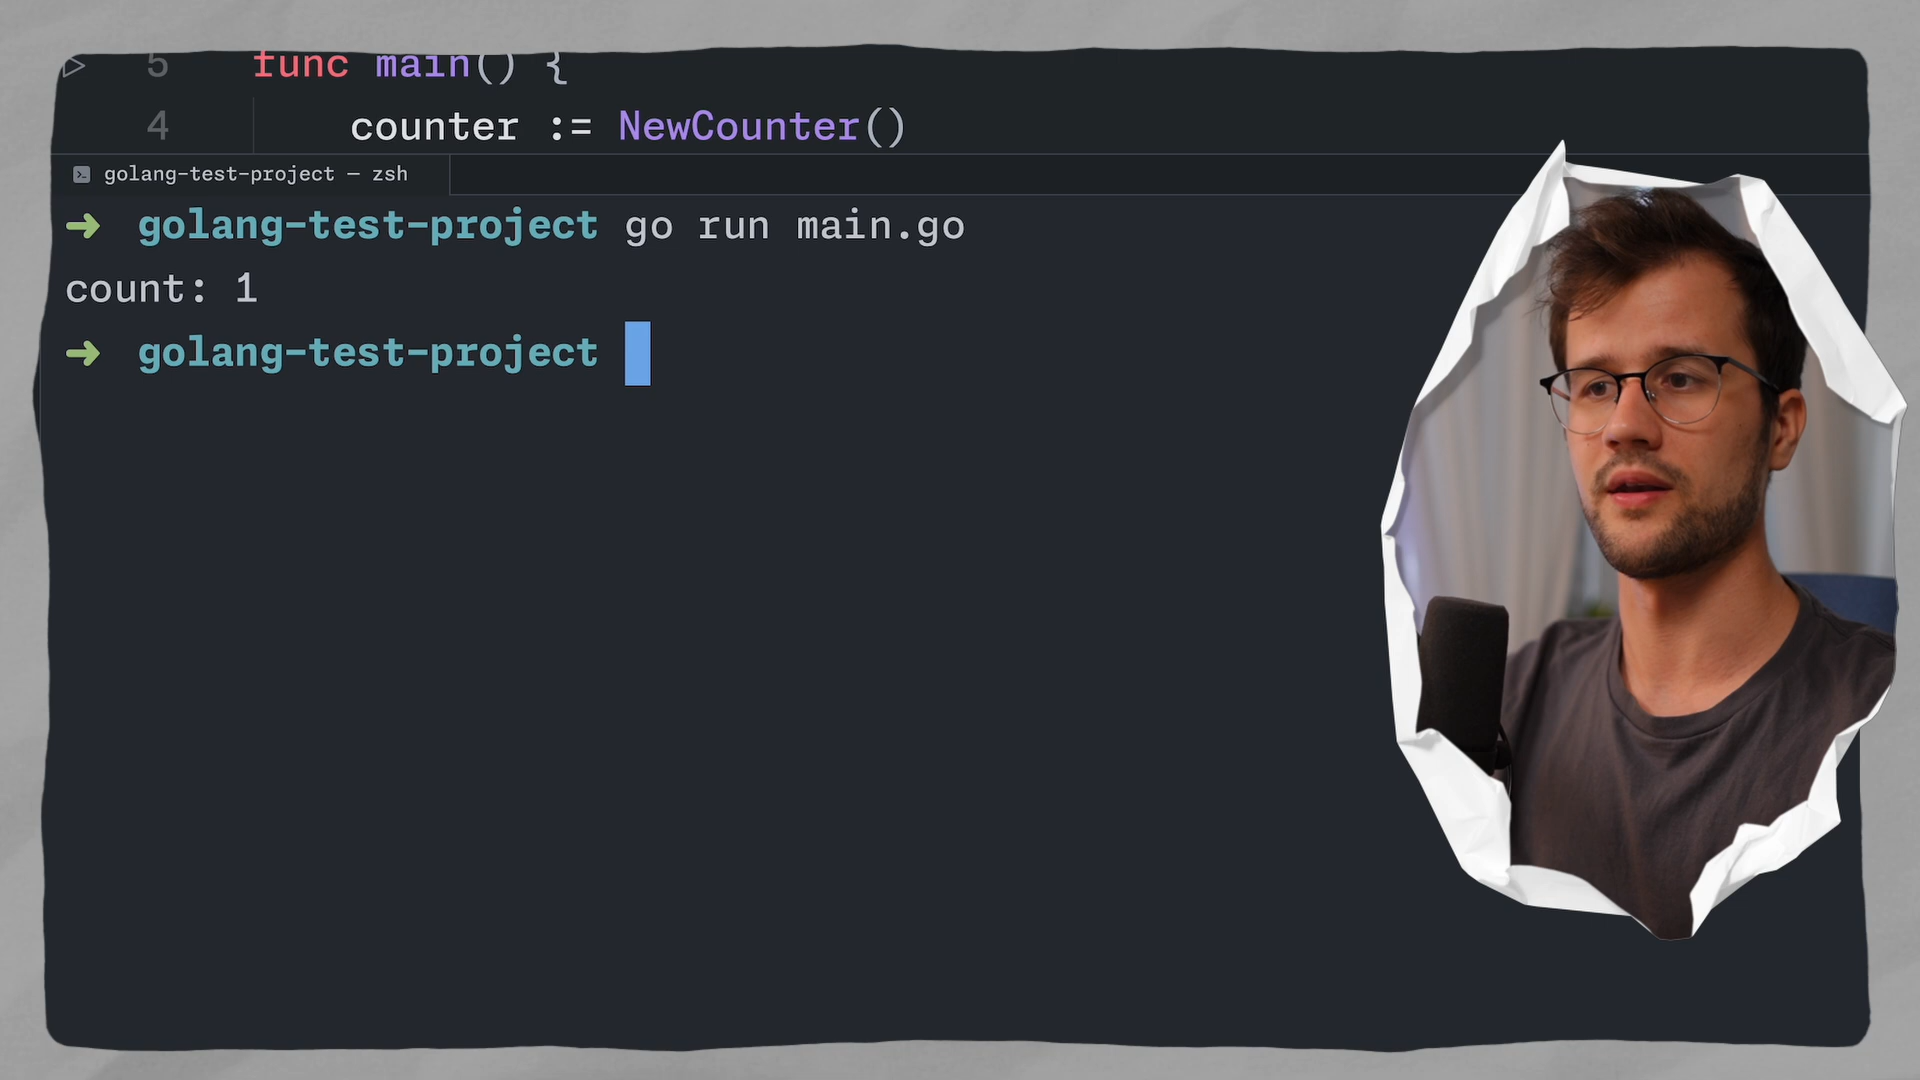 5 func main() {
4 counter := NewCounter()
golang-test-project — zsh
➜ golang-test-project go run main.go
count: 1
➜ golang-test-project